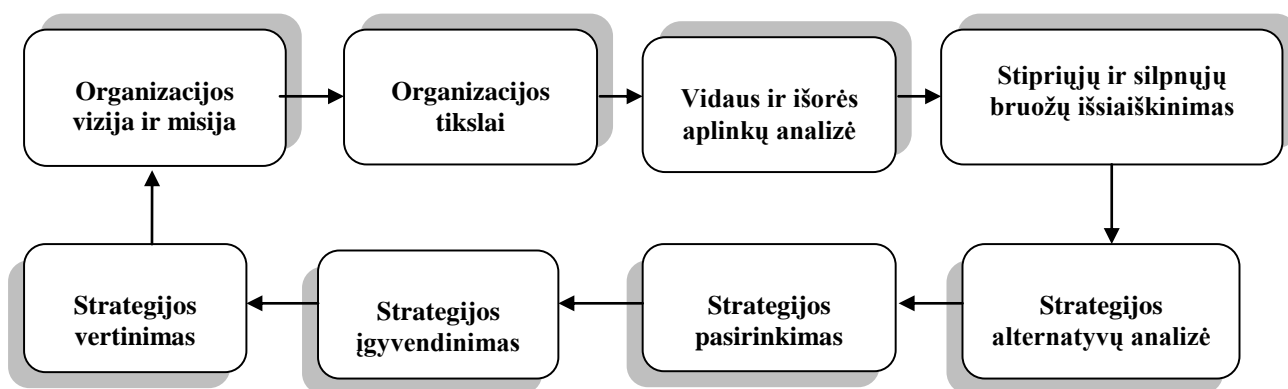 Organizacijos
vizija ir misija
Organizacijos
tikslai
Vidaus ir išorės
aplinkų analizė
Stipriųjų ir silpnųjų
bruožų išsiaiškinimas
Strategijos
alternatyvų analizė
Strategijos
pasirinkimas
Strategijos
įgyvendinimas
Strategijos
vertinimas